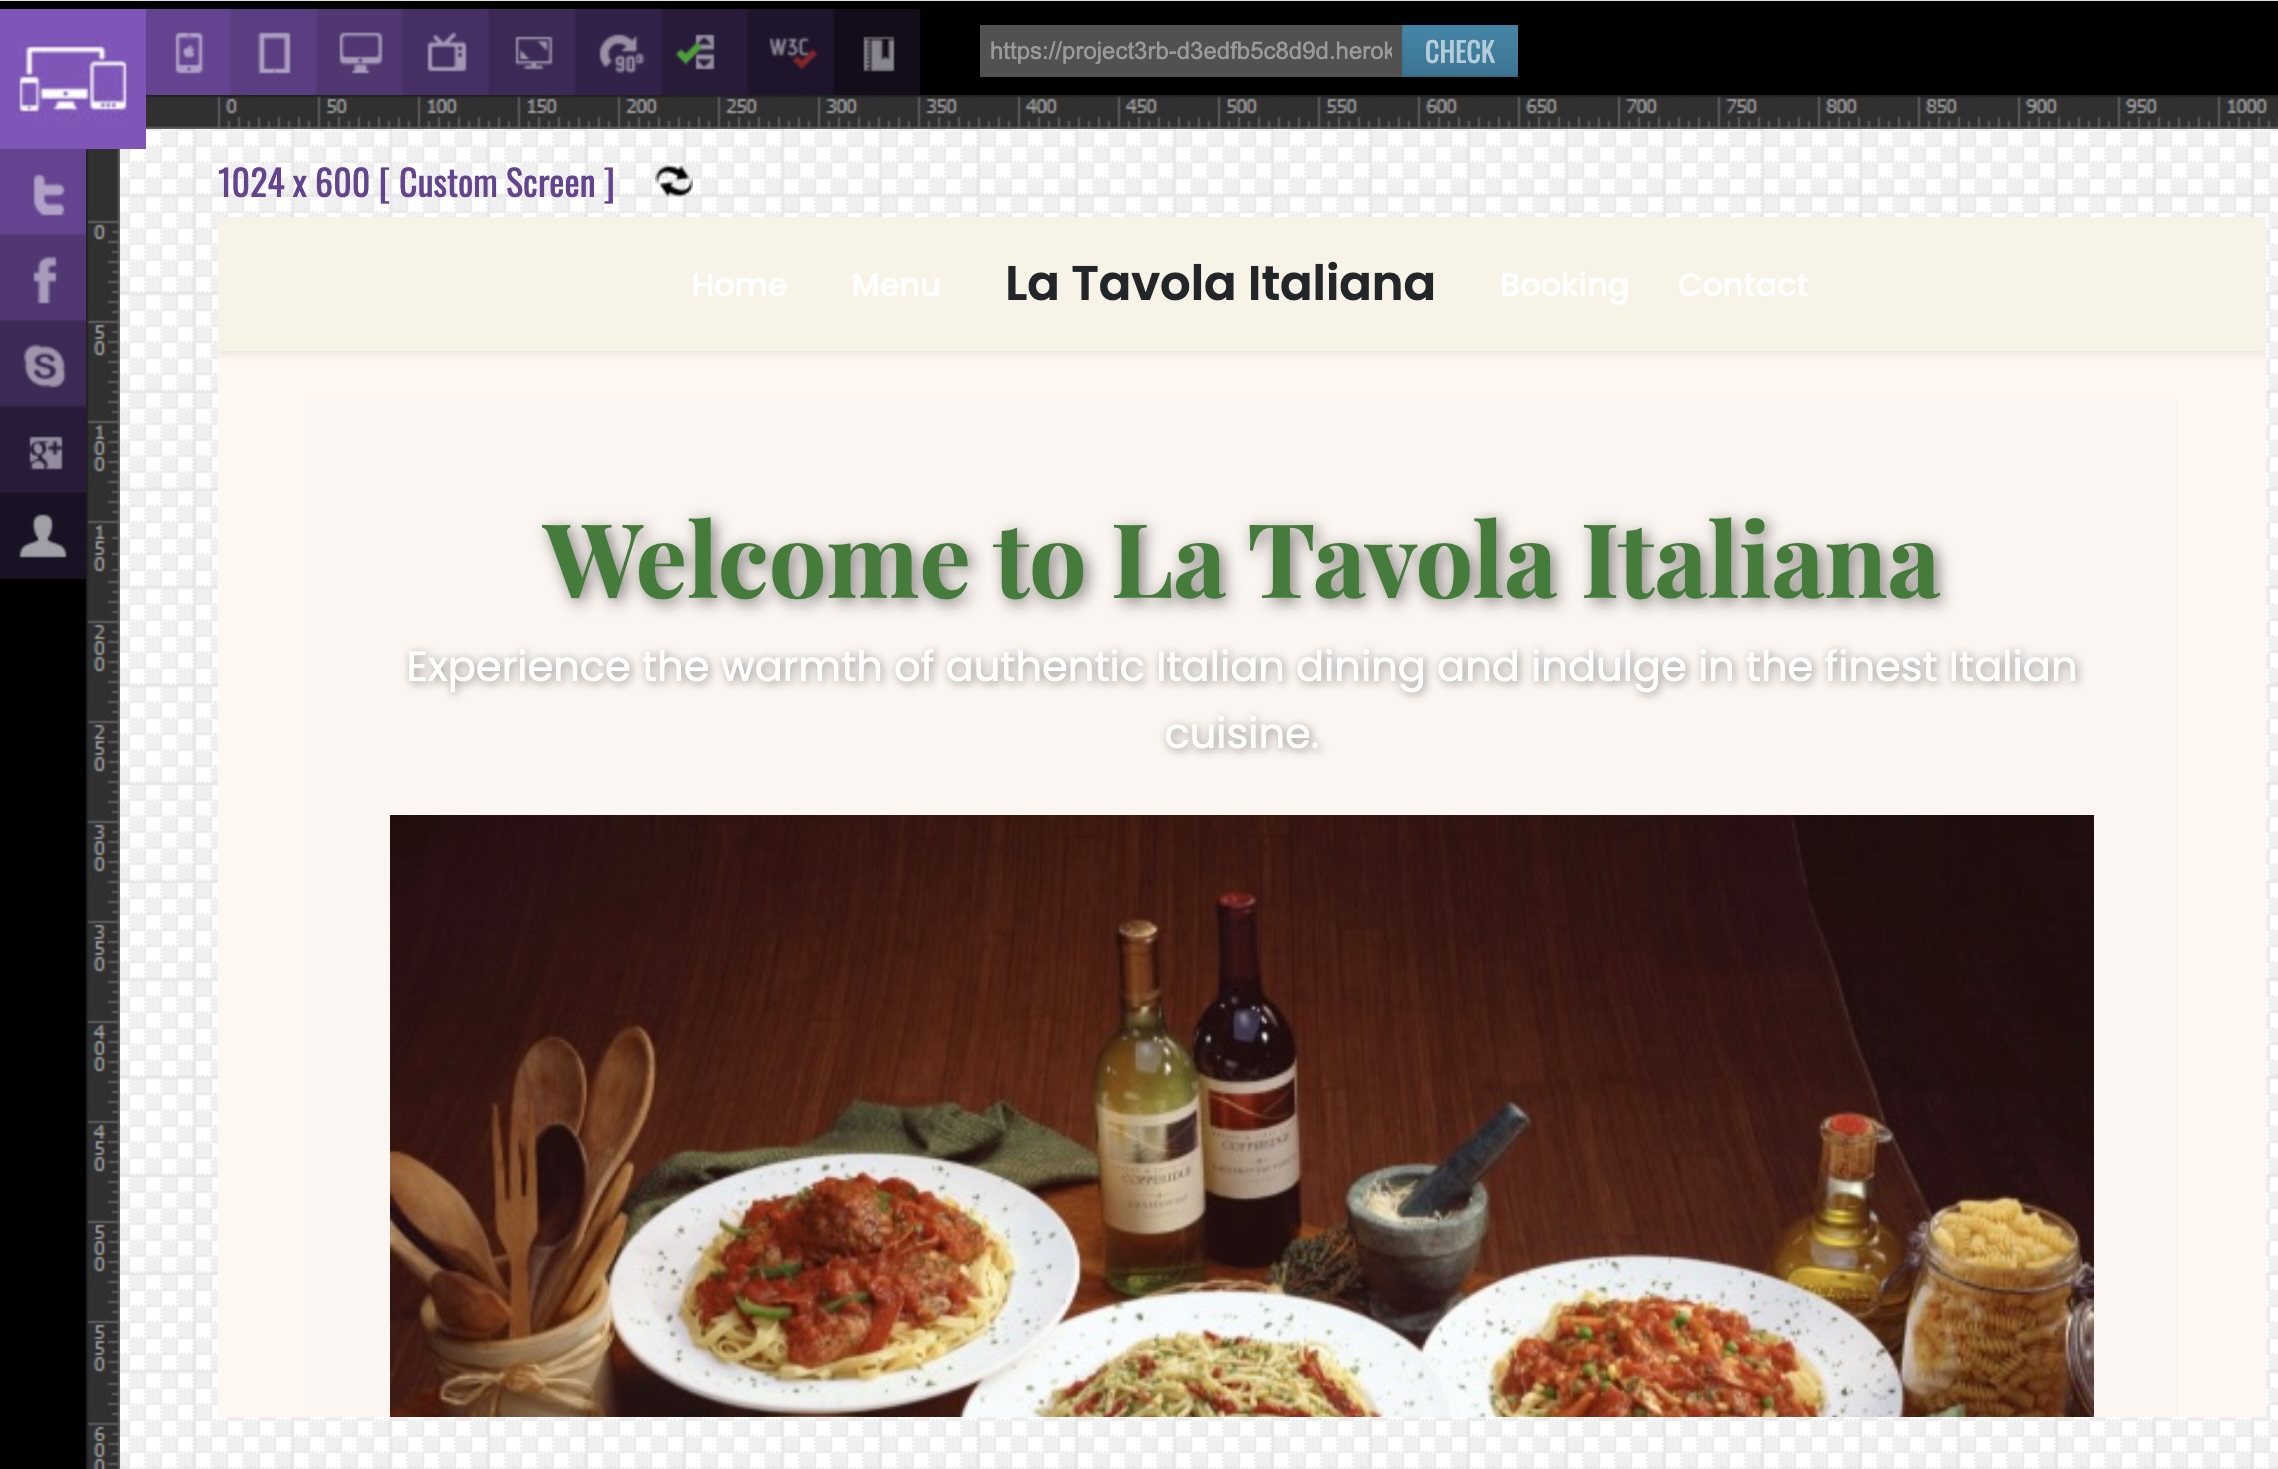 W3C
90°
https://project3rb-d3edfb5c8d9d.herok
CHECK
0 50 100 150 200 250 300 350 400 450 500 550 600 650 700 750 800 850 900 950 1000
1024 x 600 [ Custom Screen ]
0
50
100
150
200
250
300
350
400
450
500
550
600
Home Menu La Tavola Italiana Booking Contact
Welcome to La Tavola Italiana
Experience the warmth of authentic Italian dining and indulge in the finest Italian
cuisine.
COPPERIDGE
COPPERIDGE